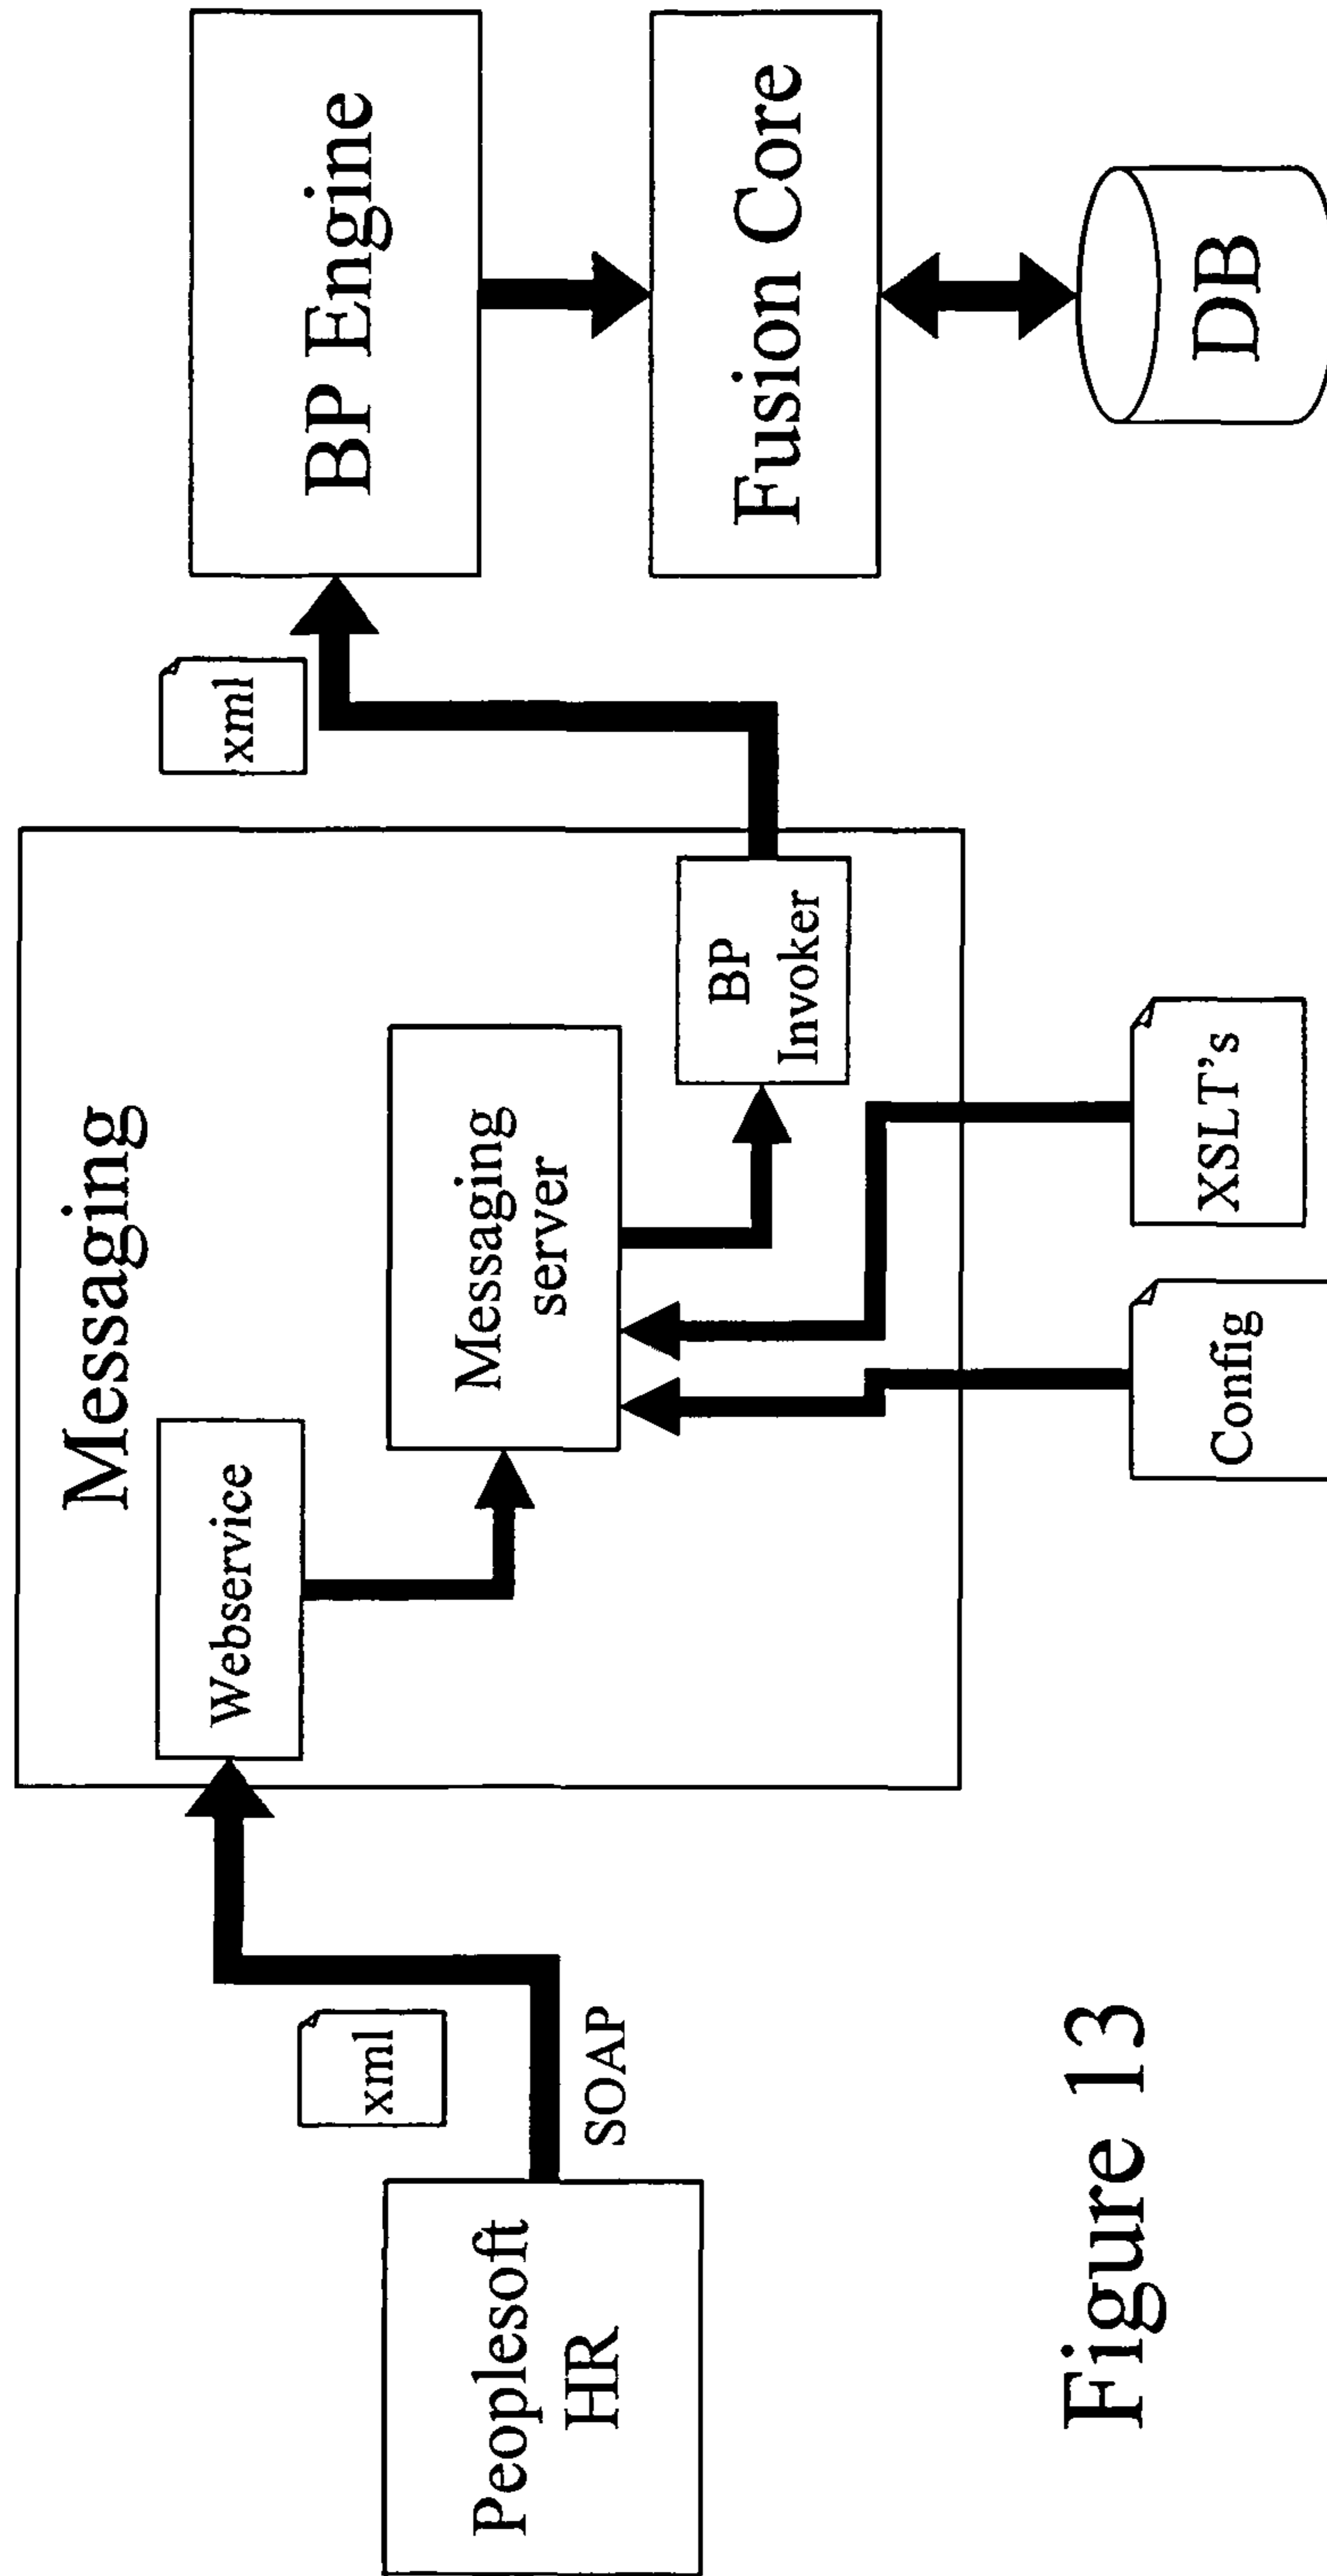 Messaging
Peoplesoft
HR
xml
SOAP
Webservice
Messaging
server
BP
Invoker
Config
XSLT's
xml
BP Engine
Fusion Core
DB
Figure 13